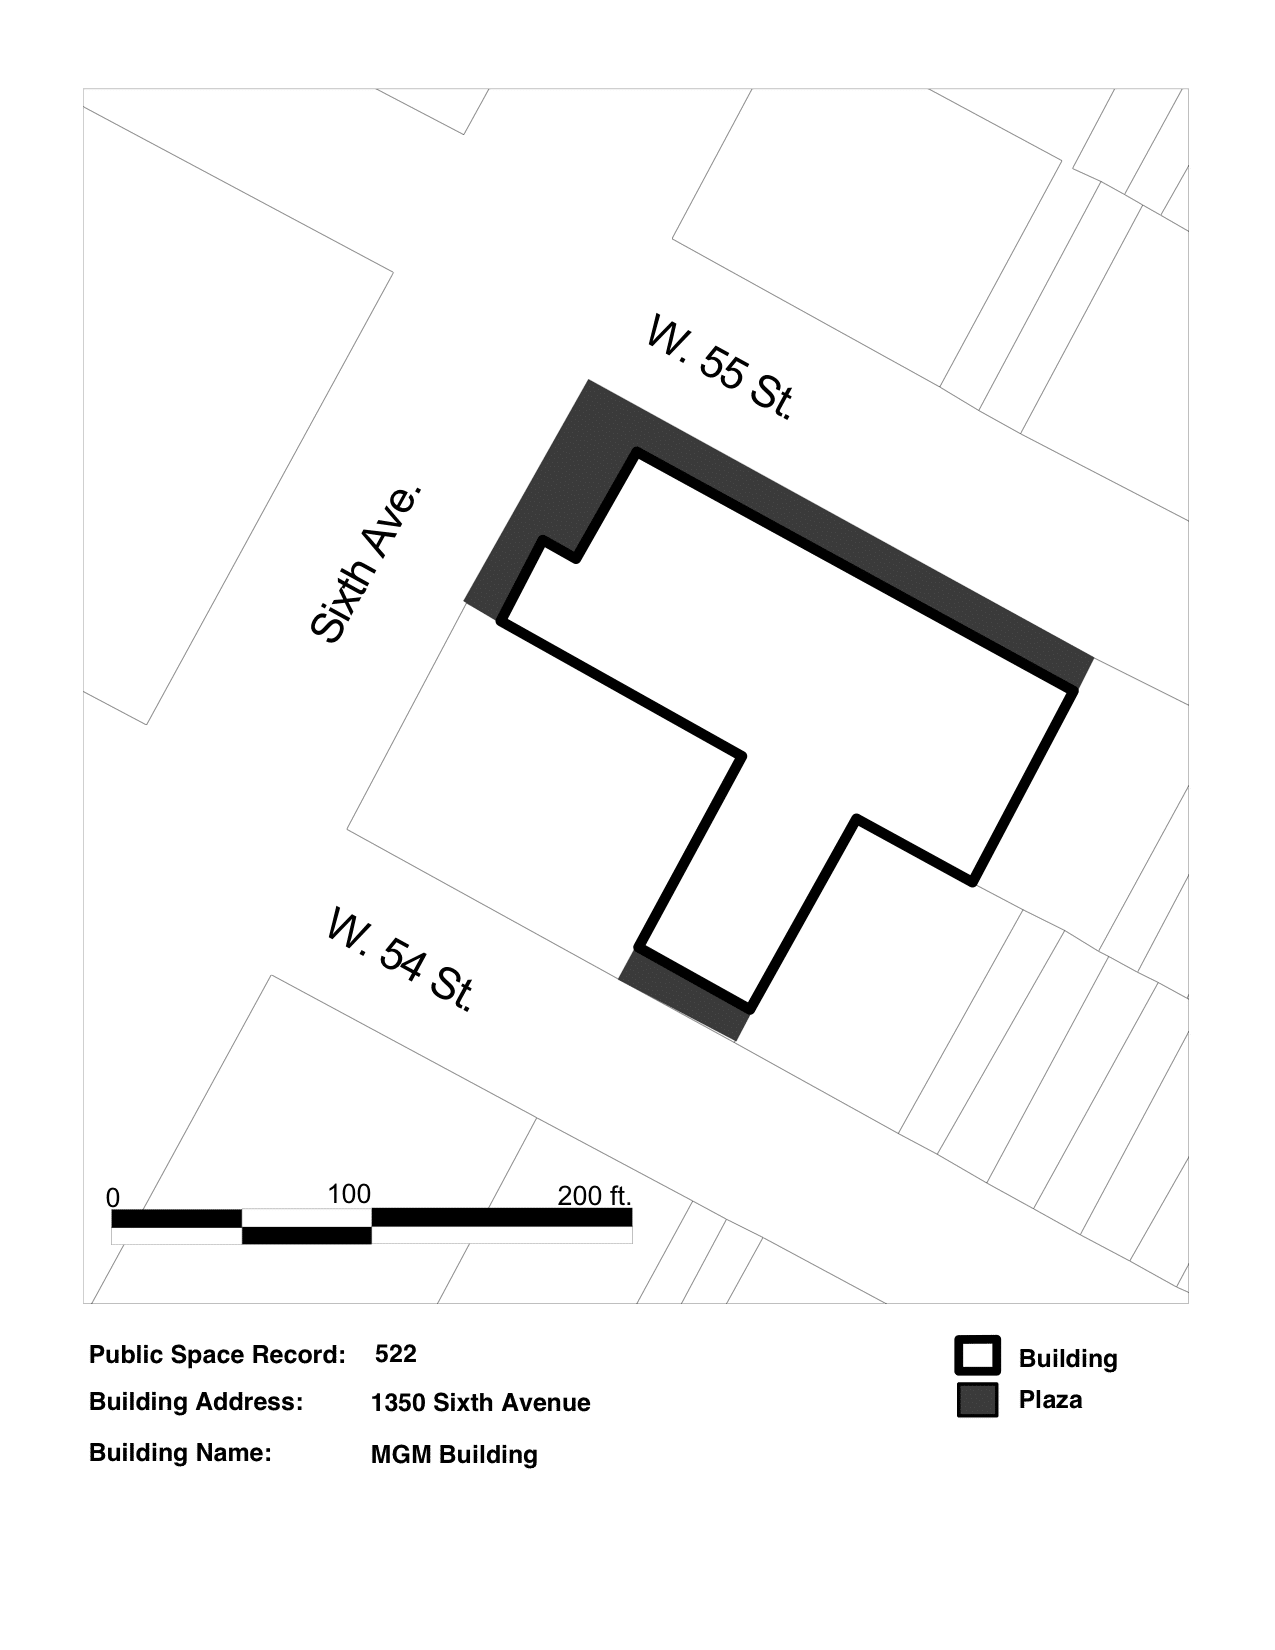 W. 55 St.
Sixth Ave.
W. 54 St.
0 100 200 ft.
Public Space Record: 522
Building Address: 1350 Sixth Avenue
Building Name: MGM Building
Building
Plaza